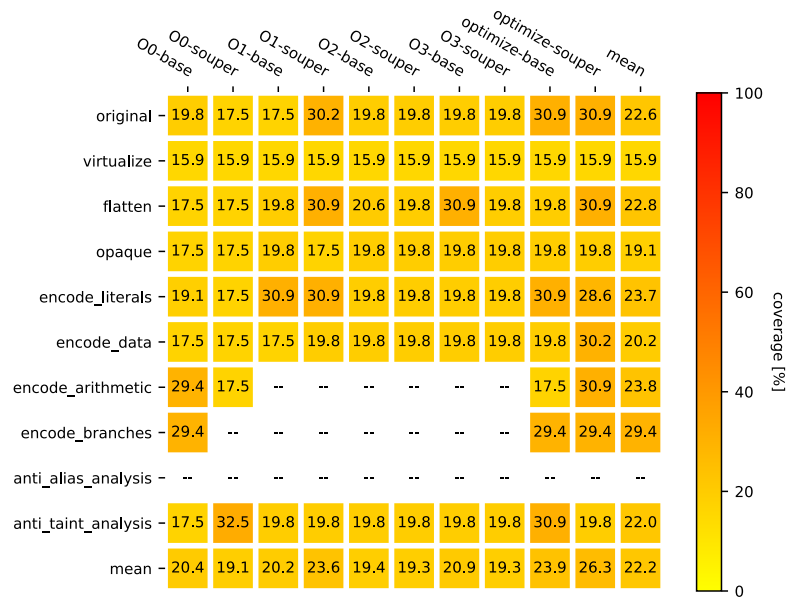 O0-base O0-souper O1-base O1-souper O2-base O2-souper O3-base O3-souper optimize-base optimize-souper mean
original 19.8 17.5 17.5 30.2 19.8 19.8 19.8 19.8 30.9 30.9 22.6
virtualize 15.9 15.9 15.9 15.9 15.9 15.9 15.9 15.9 15.9 15.9 15.9
flatten 17.5 17.5 19.8 30.9 20.6 19.8 30.9 19.8 19.8 30.9 22.8
opaque 17.5 17.5 19.8 17.5 19.8 19.8 19.8 19.8 19.8 19.8 19.1
encode_literals 19.1 17.5 30.9 30.9 19.8 19.8 19.8 19.8 30.9 28.6 23.7
encode_data 17.5 17.5 17.5 19.8 19.8 19.8 19.8 19.8 19.8 30.2 20.2
encode_arithmetic 29.4 17.5 -- -- -- -- -- -- 17.5 30.9 23.8
encode_branches 29.4 -- -- -- -- -- -- -- 29.4 29.4 29.4
anti_alias_analysis -- -- -- -- -- -- -- -- -- -- --
anti_taint_analysis 17.5 32.5 19.8 19.8 19.8 19.8 19.8 19.8 30.9 19.8 22.0
mean 20.4 19.1 20.2 23.6 19.4 19.3 20.9 19.3 23.9 26.3 22.2
100
80
60
40
20
0
coverage [%]